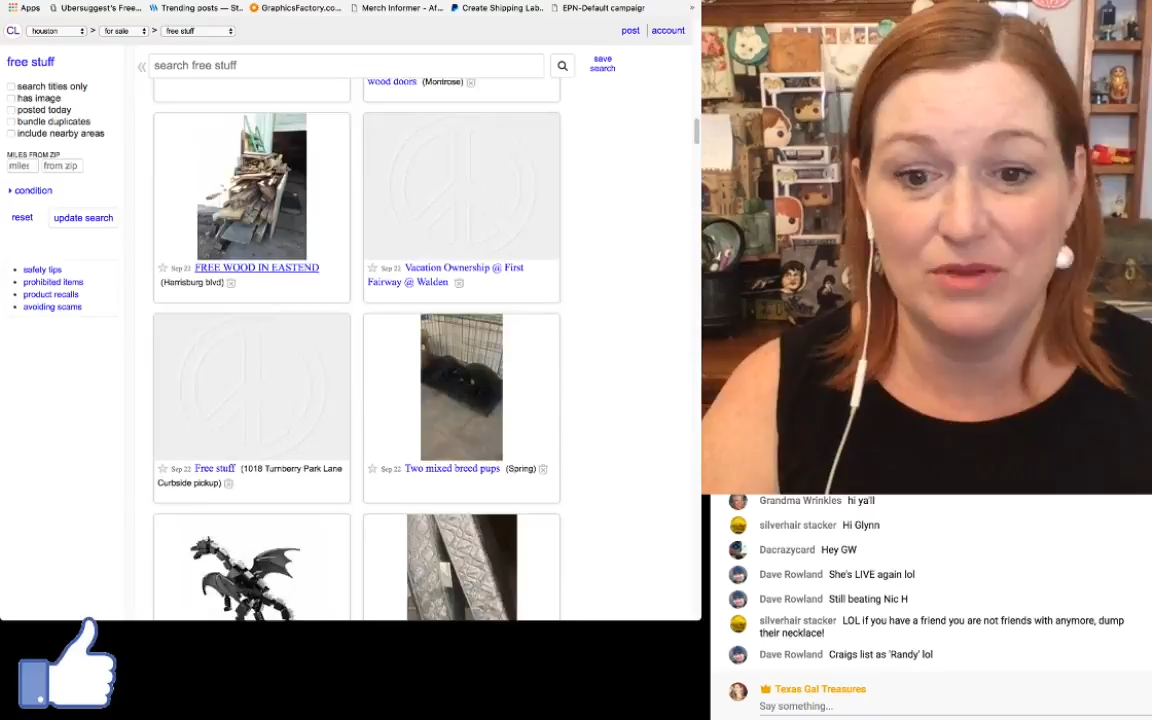 Apps Ubersuggest's Free... Trending posts — St... GraphicsFactory.co... Merch Informer - Af... Create Shipping Lab.. EPN-Default campaigr »
CL houston > for sale > free stuff post account
free stuff
search free stuff
save
search
search titles only
has image
posted today
bundle duplicates
include nearby areas
MILES FROM ZIP
miles from zip
condition
reset update search
safety tips
prohibited items
product recalls
avoiding scams
wood doors (Montrose)
Sep 22 FREE WOOD IN EASTEND
(Harrisburg blvd)
Sep 22 Vacation Ownership @ First
Fairway @ Walden
Sep 22 Free stuff (1018 Turnberry Park Lane
Curbside pickup)
Sep 22 Two mixed breed pups (Spring)
Grandma Wrinkles hi ya'll
silverhair stacker Hi Glynn
Dacrazycard Hey GW
Dave Rowland She's LIVE again lol
Dave Rowland Still beating Nic H
silverhair stacker LOL if you have a friend you are not friends with anymore, dump
their necklace!
Dave Rowland Craigs list as 'Randy' lol
Texas Gal Treasures
Say something...